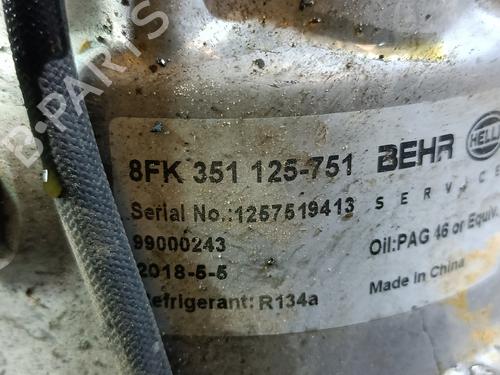 B-PARTS
8FK 351 125-751
BEHR HELLA
SERVICE
Serial No.:1257519413
99000243
Oil:PAG 46 or Equiv.
2018-5-5
Made in China
Refrigerant: R134a